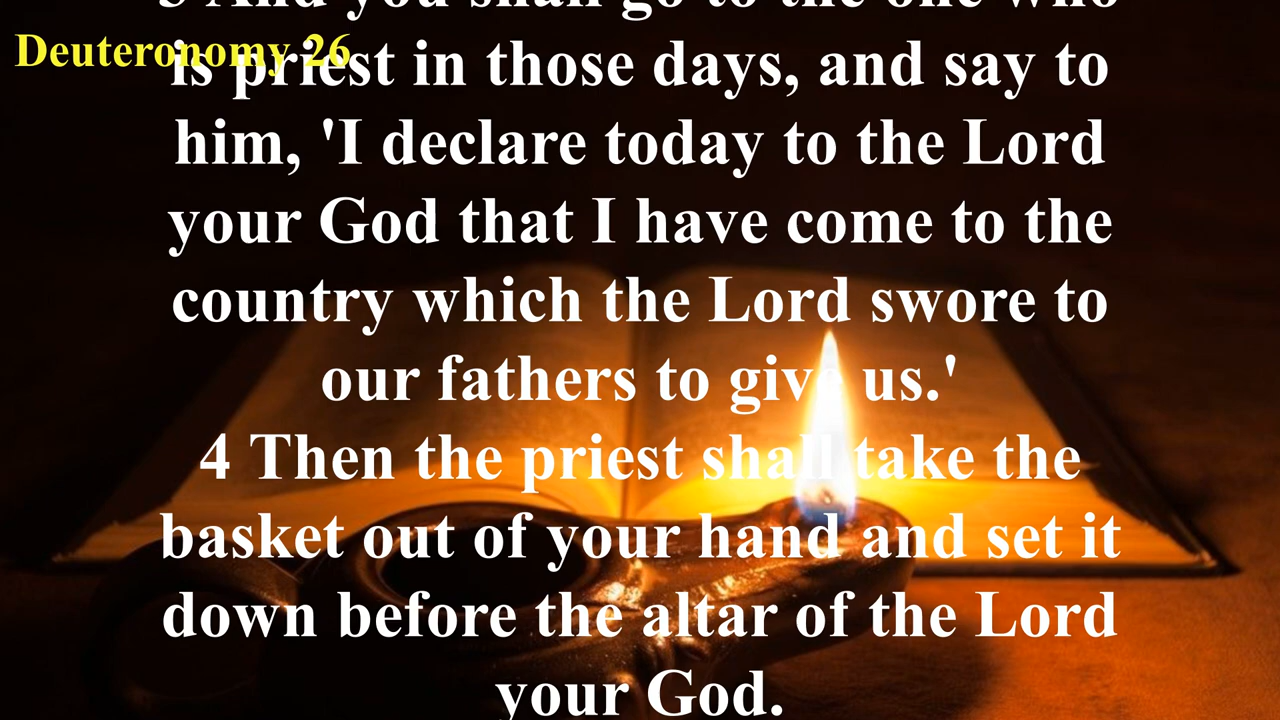 3 And you shall go to the one who
Deuteronomy 26
is priest in those days, and say to
him, 'I declare today to the Lord
your God that I have come to the
country which the Lord swore to
our fathers to give us.'
4 Then the priest shall take the
basket out of your hand and set it
down before the altar of the Lord
your God.